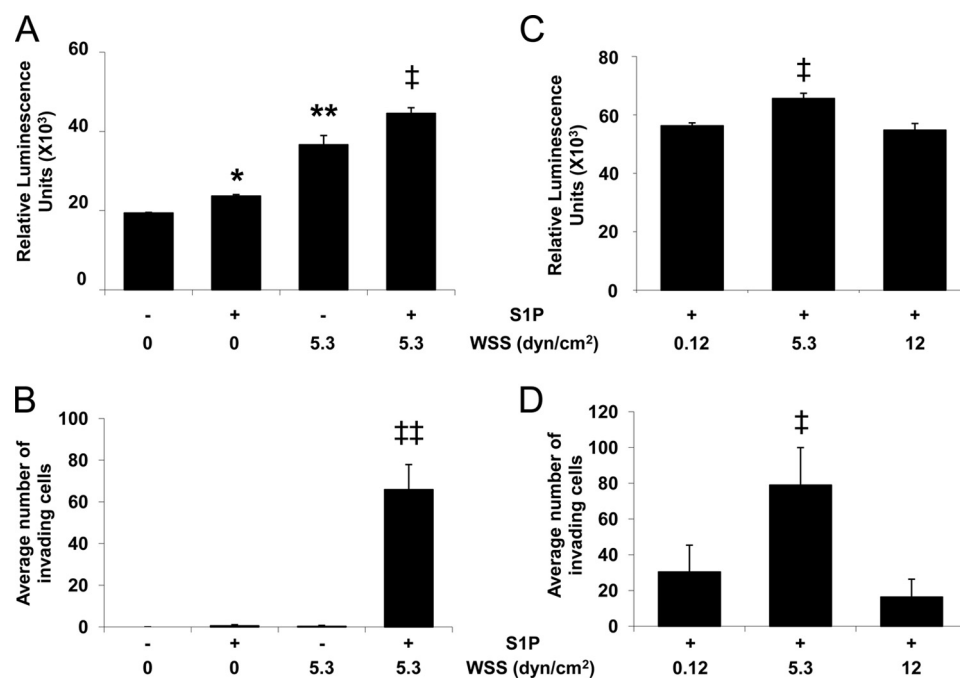 A
Relative Luminescence
Units (X10³)
60
40
20
0
*
**
‡
- + - +
0 0 5.3 5.3
C
Relative Luminescence
Units (X10³)
80
60
40
20
0
‡
S1P + + +
WSS (dyn/cm²) 0.12 5.3 12
B
Average number of
invading cells
100
80
60
40
20
0
‡‡
- + - +
0 0 5.3 5.3
D
Average number of
invading cells
120
100
80
60
40
20
0
‡
S1P + + +
WSS (dyn/cm²) 0.12 5.3 12